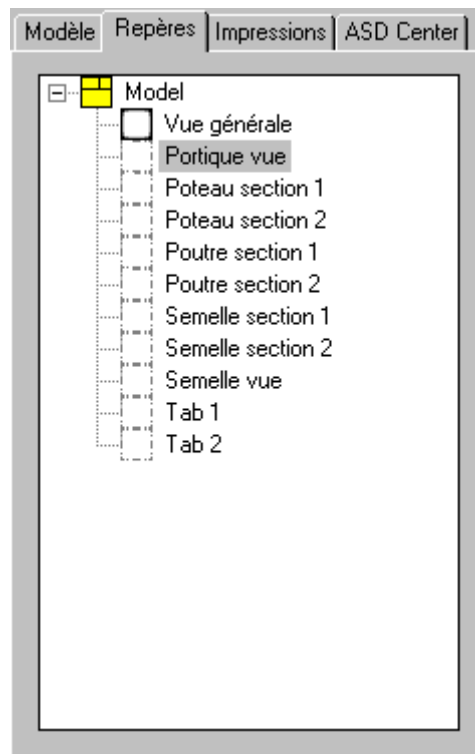 Modèle Repères Impressions ASD Center
Model
Vue générale
Portique vue
Poteau section 1
Poteau section 2
Poutre section 1
Poutre section 2
Semelle section 1
Semelle section 2
Semelle vue
Tab 1
Tab 2